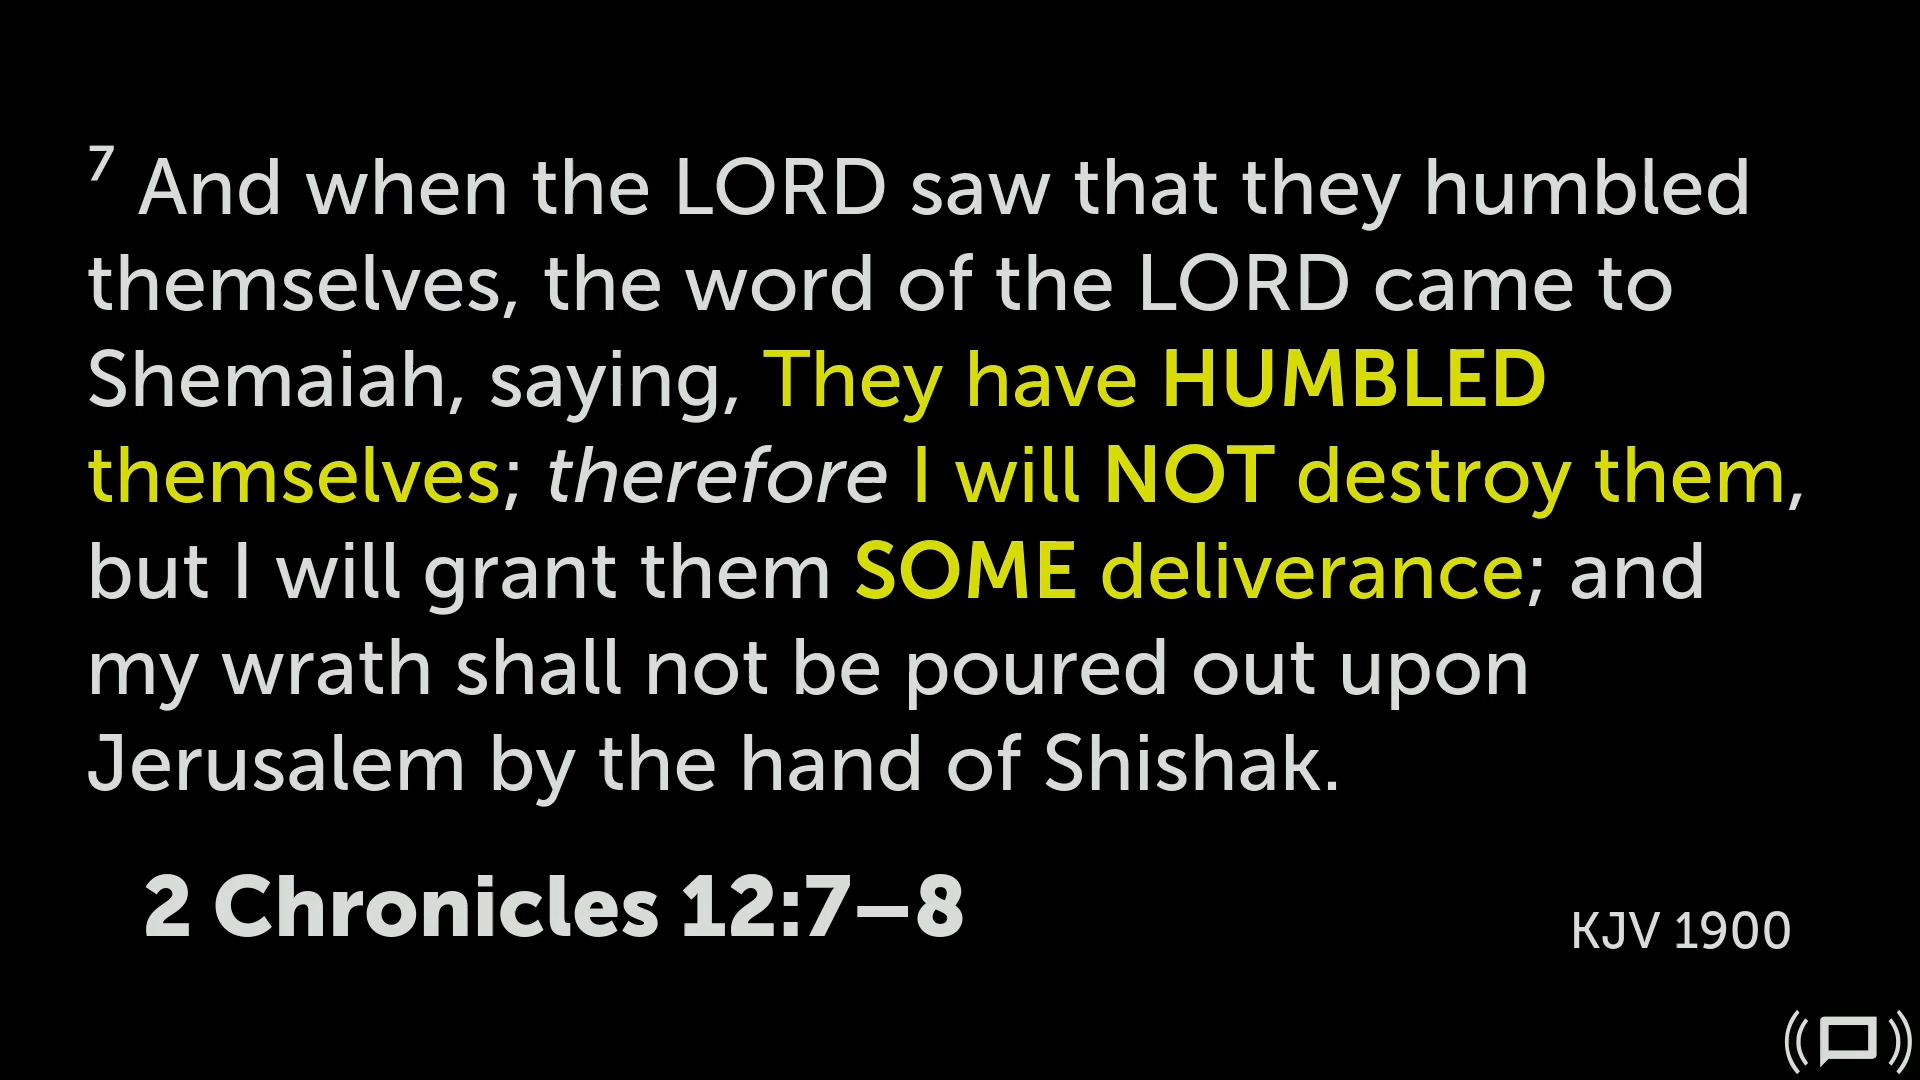 ⁷ And when the LORD saw that they humbled
themselves, the word of the LORD came to
Shemaiah, saying, They have HUMBLED
themselves; therefore I will NOT destroy them,
but I will grant them SOME deliverance; and
my wrath shall not be poured out upon
Jerusalem by the hand of Shishak.
2 Chronicles 12:7–8
KJV 1900